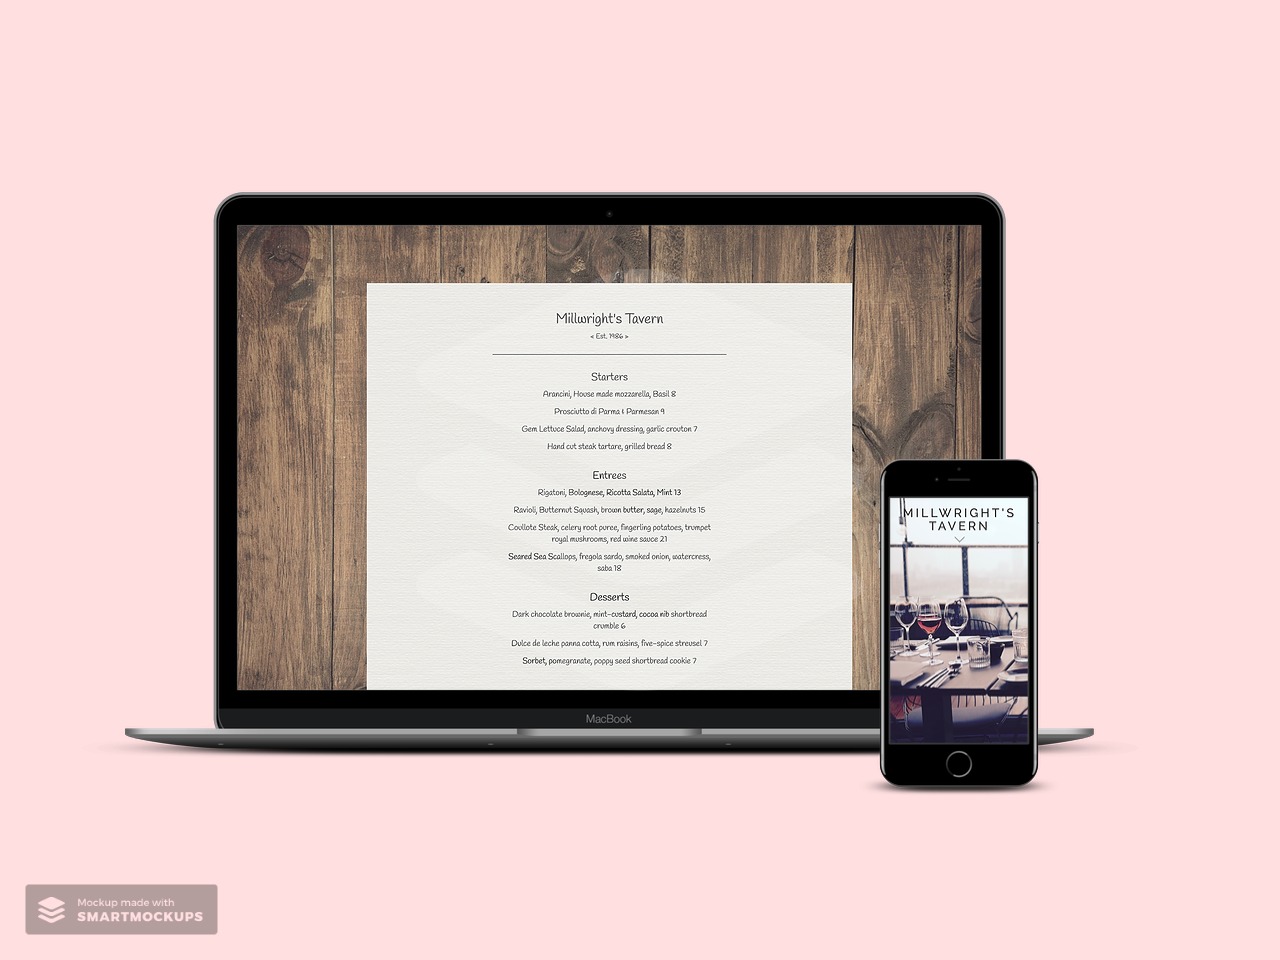 Millwright's Tavern
< Est. 1986 >
Starters
Arancini, House made mozzarella, Basil 8
Prosciutto di Parma & Parmesan 9
Gem Lettuce Salad, anchovy dressing, garlic crouton 7
Hand cut steak tartare, grilled bread 8
Entrees
Rigatoni, Bolognese, Ricotta Salata, Mint 13
Ravioli, Butternut Squash, brown butter, sage, hazelnuts 15
Coullote Steak, celery root puree, fingerling potatoes, trumpet
royal mushrooms, red wine sauce 21
Seared Sea Scallops, fregola sardo, smoked onion, watercress,
saba 18
Desserts
Dark chocolate brownie, mint-custard, cocoa nib shortbread
crumble 6
Dulce de leche panna cotta, rum raisins, five-spice streusel 7
Sorbet, pomegranate, poppy seed shortbread cookie 7
MacBook
MILLWRIGHT'S
TAVERN
Mockup made with
SMARTMOCKUPS